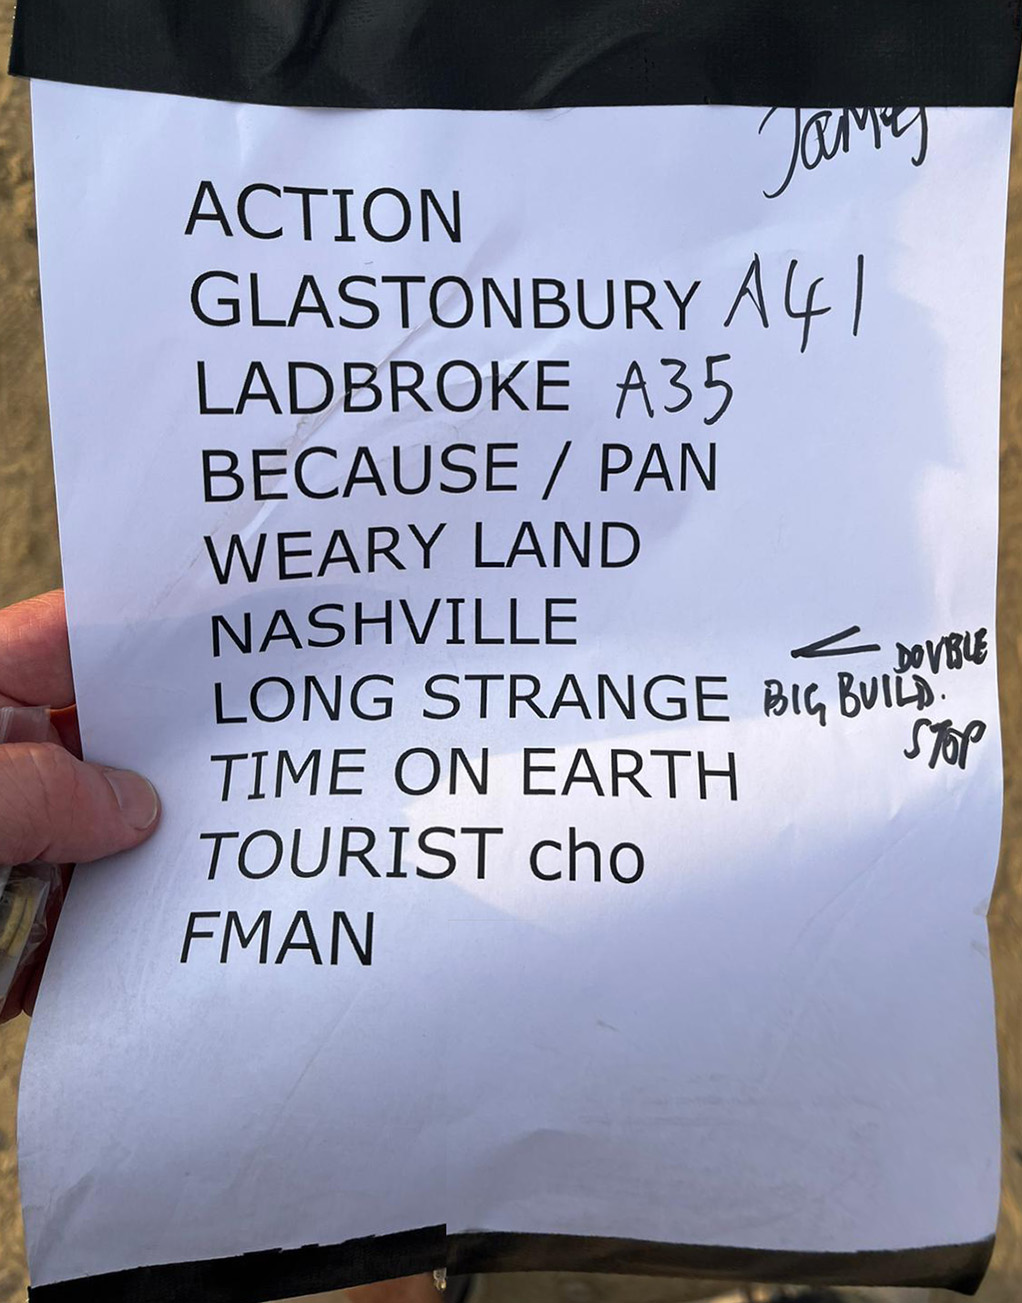 James
ACTION
GLASTONBURY A41
LADBROKE A35
BECAUSE / PAN
WEARY LAND
NASHVILLE
LONG STRANGE BIG BUILD. DOUBLE STOP
TIME ON EARTH
TOURIST cho
FMAN